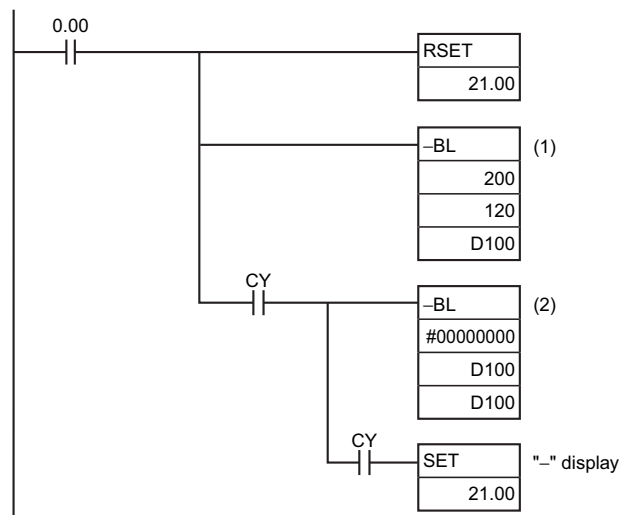 0.00
RSET
21.00
–BL (1)
200
120
D100
CY
–BL (2)
#00000000
D100
D100
CY
SET "–" display
21.00